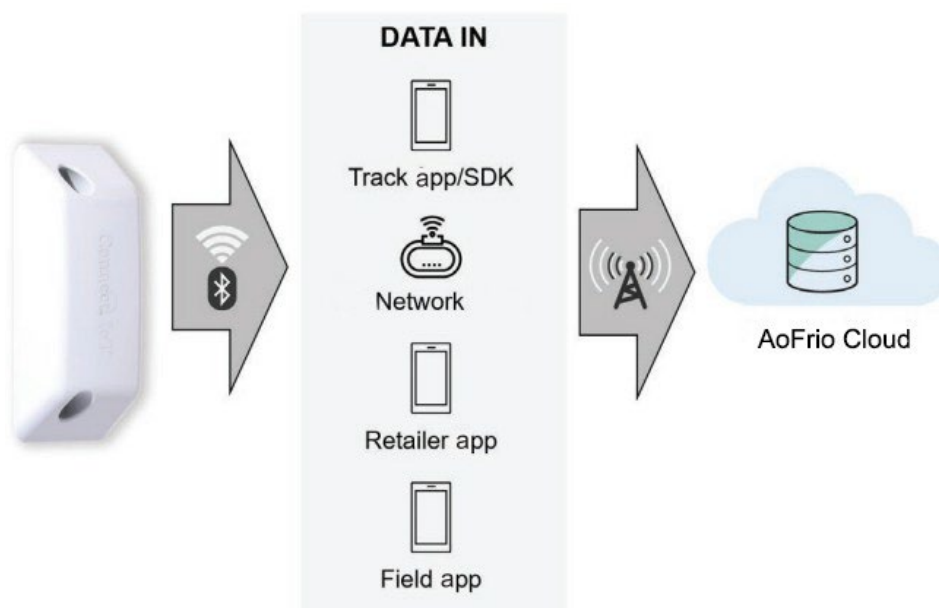 DATA IN
Track app/SDK
Network
Retailer app
Field app
AoFrio Cloud